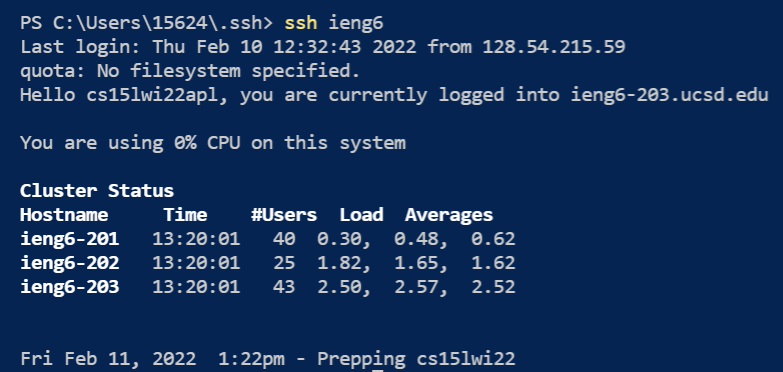 PS C:\Users\15624\.ssh> ssh ieng6
Last login: Thu Feb 10 12:32:43 2022 from 128.54.215.59
quota: No filesystem specified.
Hello cs15lwi22apl, you are currently logged into ieng6-203.ucsd.edu
You are using 0% CPU on this system
Cluster Status
Hostname     Time    #Users  Load  Averages
ieng6-201   13:20:01   40  0.30,  0.48,  0.62
ieng6-202   13:20:01   25  1.82,  1.65,  1.62
ieng6-203   13:20:01   43  2.50,  2.57,  2.52
Fri Feb 11, 2022  1:22pm - Prepping cs15lwi22